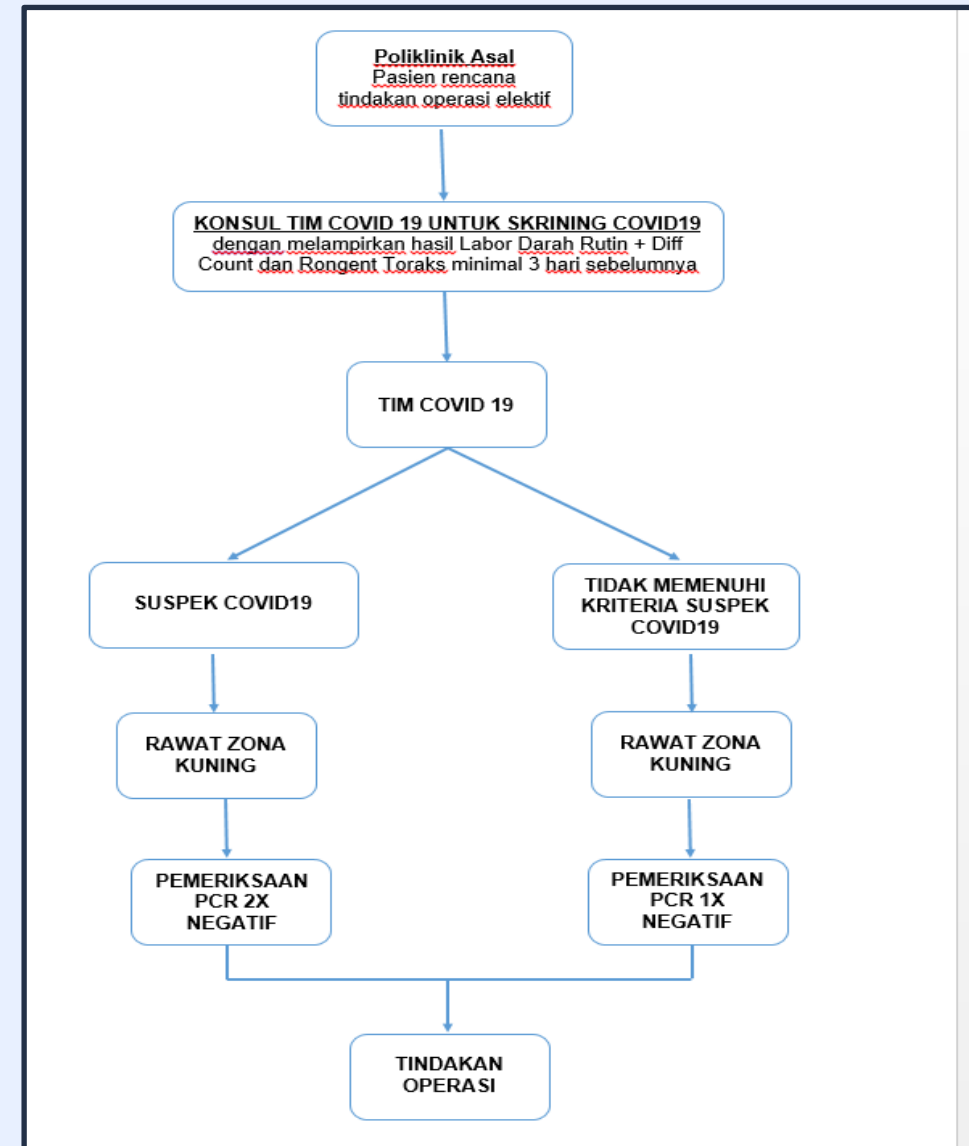 Poliklinik Asal
Pasien rencana
tindakan operasi elektif
KONSUL TIM COVID 19 UNTUK SKRINING COVID19
dengan melampirkan hasil Labor Darah Rutin + Diff
Count dan Rongent Toraks minimal 3 hari sebelumnya
TIM COVID 19
SUSPEK COVID19
TIDAK MEMENUHI
KRITERIA SUSPEK
COVID19
RAWAT ZONA
KUNING
RAWAT ZONA
KUNING
PEMERIKSAAN
PCR 2X
NEGATIF
PEMERIKSAAN
PCR 1X
NEGATIF
TINDAKAN
OPERASI